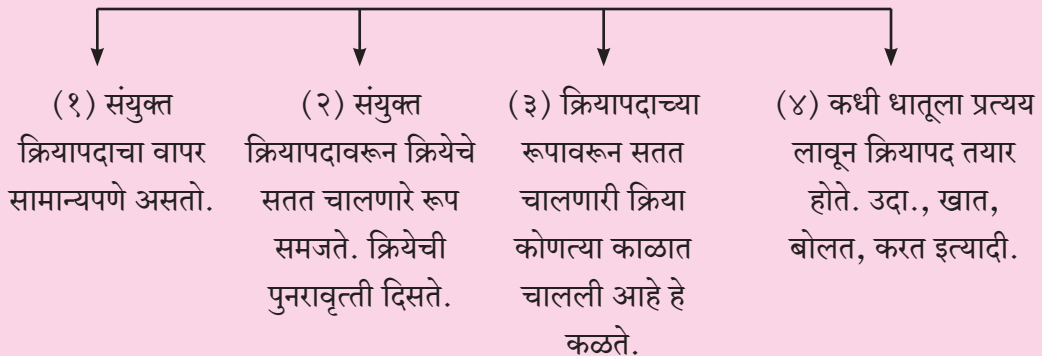 (१) संयुक्त
क्रियापदाचा वापर
सामान्यपणे असतो.
(२) संयुक्त
क्रियापदावरून क्रियेचे
सतत चालणारे रूप
समजते. क्रियेची
पुनरावृत्ती दिसते.
(३) क्रियापदाच्या
रूपावरून सतत
चालणारी क्रिया
कोणत्या काळात
चालली आहे हे
कळते.
(४) कधी धातूला प्रत्यय
लावून क्रियापद तयार
होते. उदा., खात,
बोलत, करत इत्यादी.